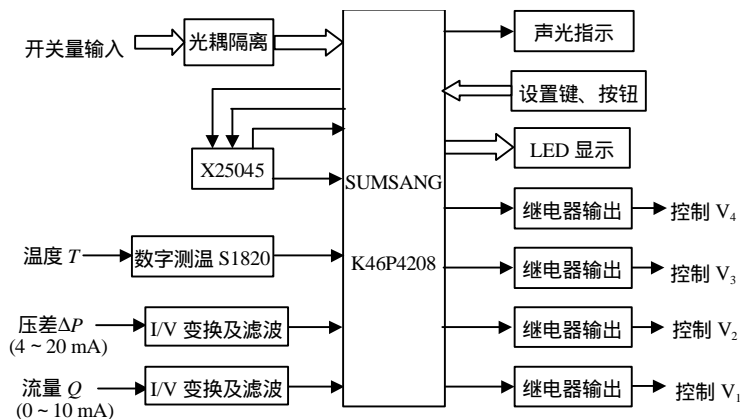 开关量输入
光耦隔离
声光指示
设置键、按钮
X25045
LED 显示
SUMSANG
K46P4208
继电器输出
控制 V₄
温度 T
数字测温 S1820
继电器输出
控制 V₃
压差ΔP
(4 ~ 20 mA)
I/V 变换及滤波
继电器输出
控制 V₂
流量 Q
(0 ~ 10 mA)
I/V 变换及滤波
继电器输出
控制 V₁